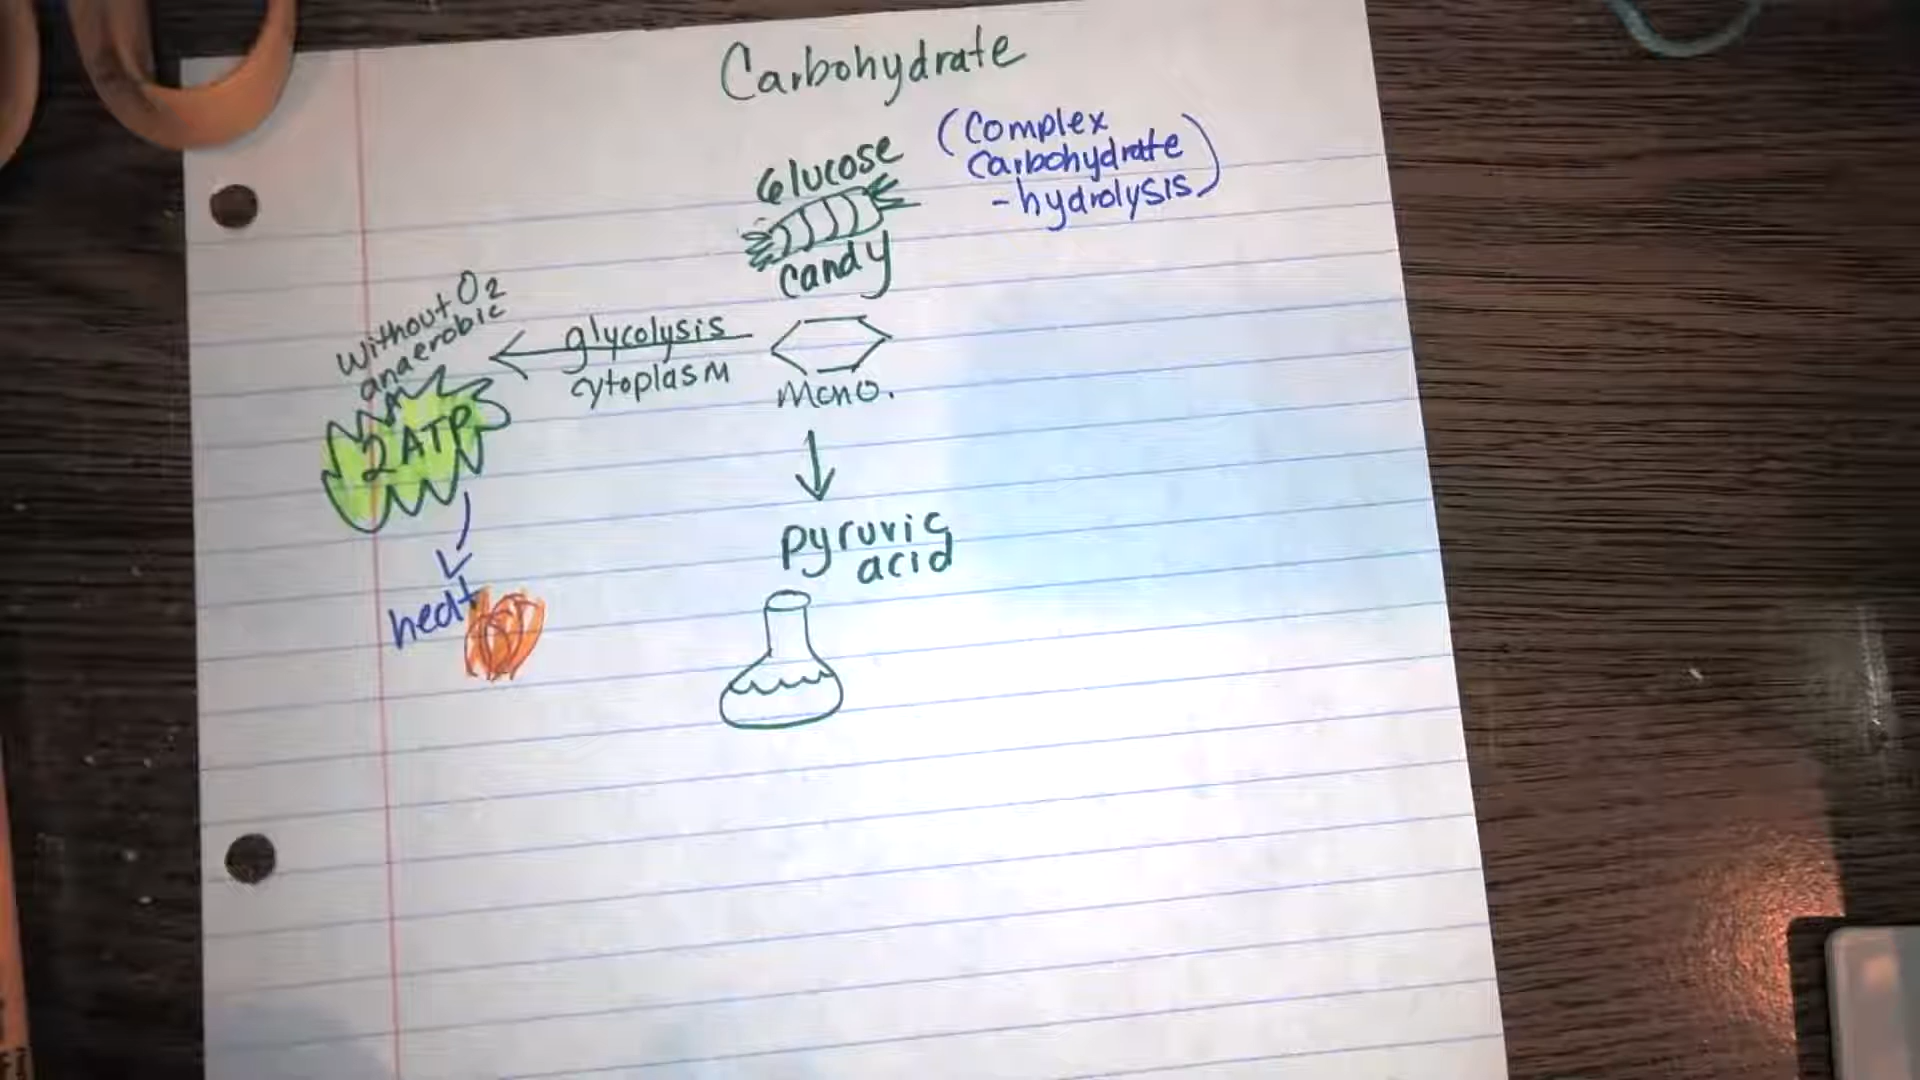 Carbohydrate
Glucose
candy
(Complex
Carbohydrate
- hydrolysis)
without O2
anaerobic
glycolysis
cytoplasm
Mono.
2 ATP
heat
pyruvic
acid